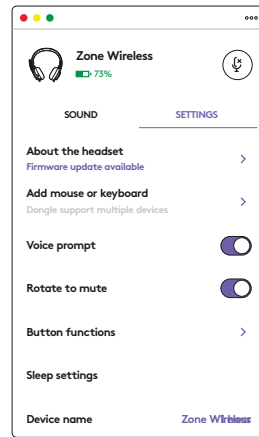 Zone Wireless
73%
SOUND
SETTINGS
About the headset
Firmware update available
Add mouse or keyboard
Dongle support multiple devices
Voice prompt
Rotate to mute
Button functions
Sleep settings
Device name
Zone